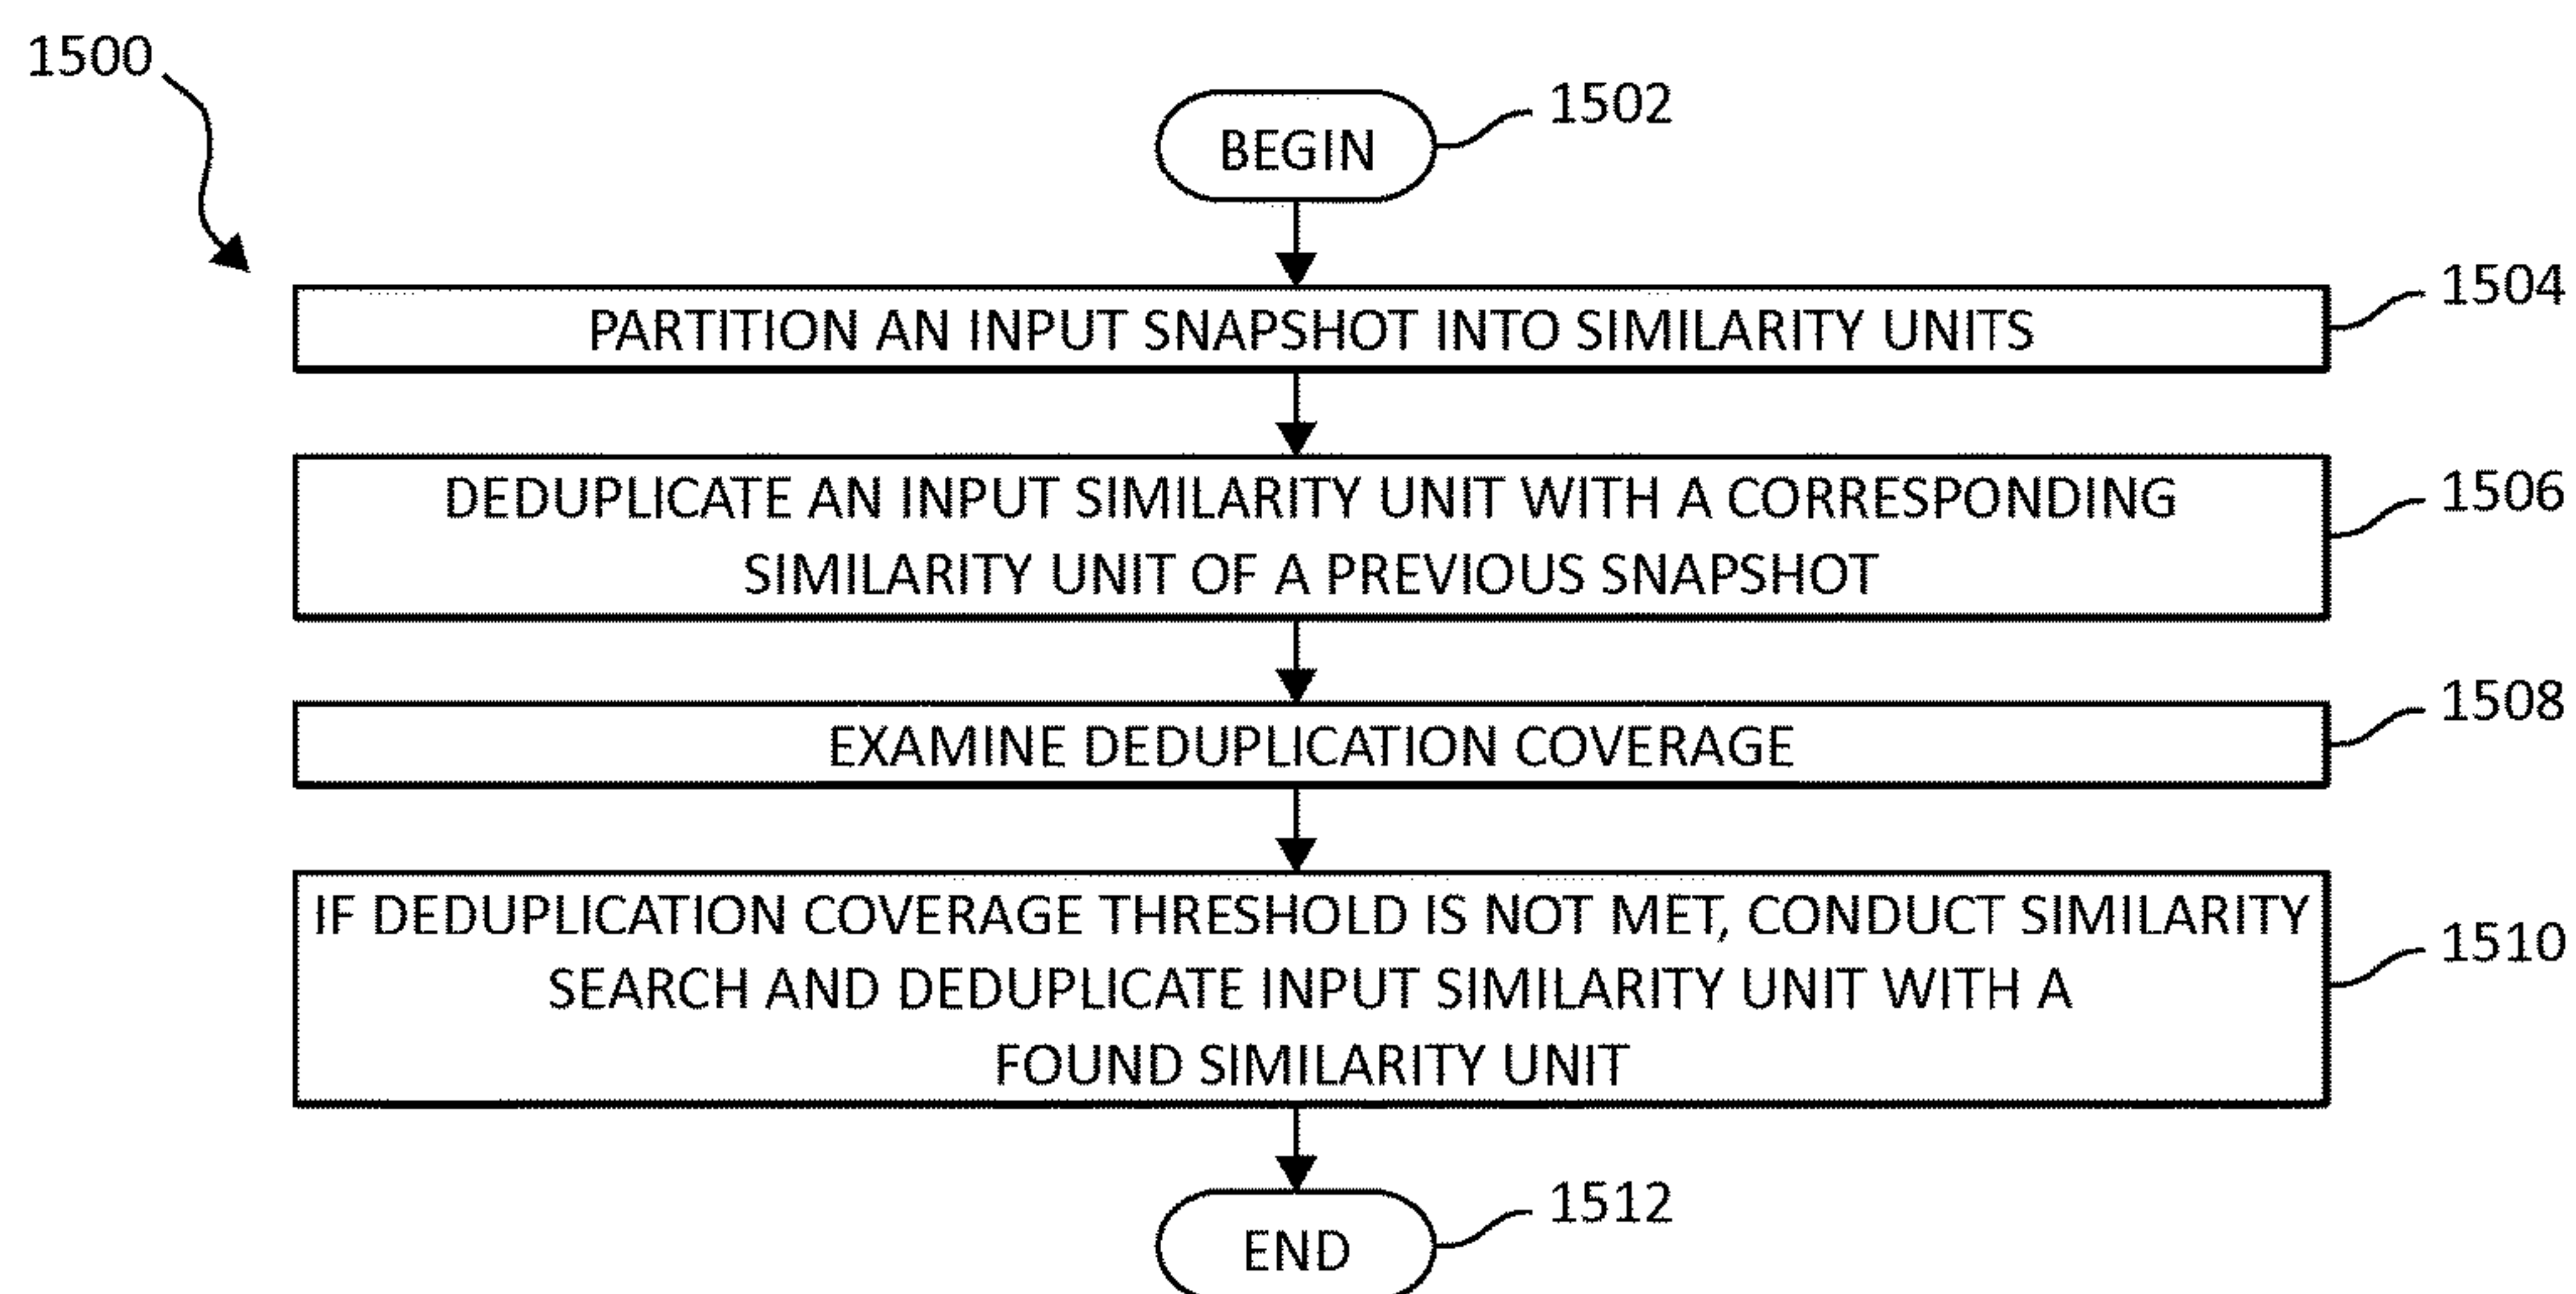 1500
BEGIN
1502
PARTITION AN INPUT SNAPSHOT INTO SIMILARITY UNITS
1504
DEDUPLICATE AN INPUT SIMILARITY UNIT WITH A CORRESPONDING
SIMILARITY UNIT OF A PREVIOUS SNAPSHOT
1506
EXAMINE DEDUPLICATION COVERAGE
1508
IF DEDUPLICATION COVERAGE THRESHOLD IS NOT MET, CONDUCT SIMILARITY
SEARCH AND DEDUPLICATE INPUT SIMILARITY UNIT WITH A
FOUND SIMILARITY UNIT
1510
END
1512